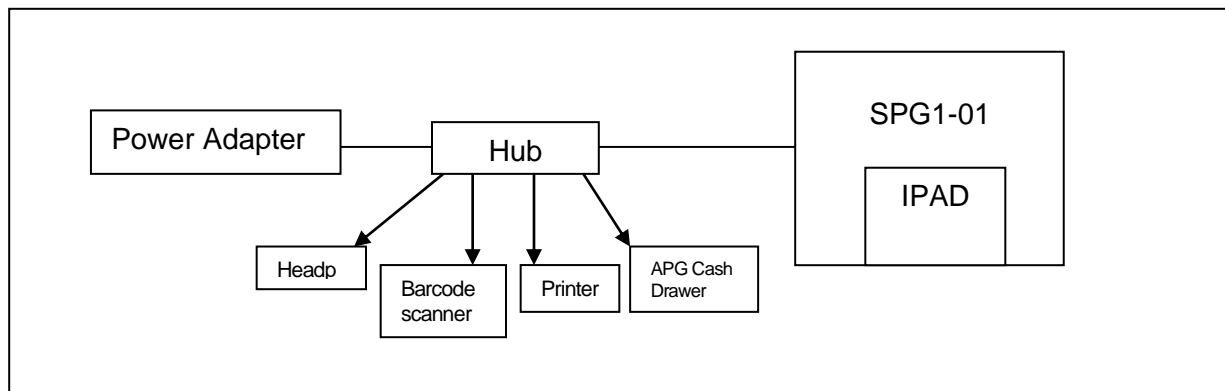 Power Adapter
Hub
SPG1-01
IPAD
Headp
Barcode
scanner
Printer
APG Cash
Drawer